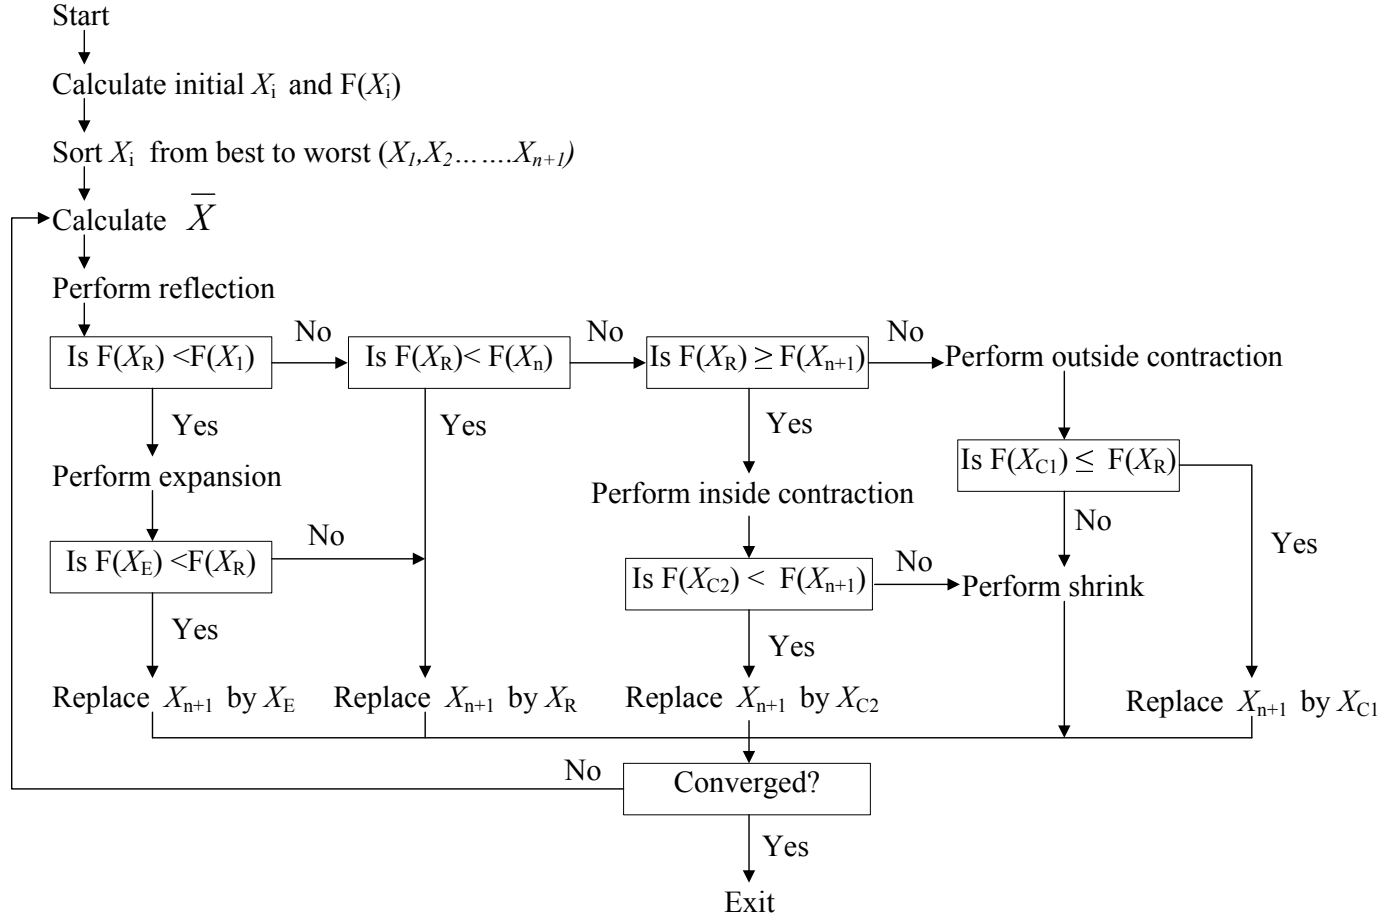 Start
Calculate initial Xi and F(Xi)
Sort Xi from best to worst (X1,X2…….Xn+1)
Calculate X̅
Perform reflection
No
No
No
Is F(XR) <F(X1)
Is F(XR)< F(Xn)
Is F(XR) ≥ F(Xn+1)
Perform outside contraction
Yes
Yes
Yes
Is F(XC1) ≤ F(XR)
Perform expansion
Perform inside contraction
No
Yes
Is F(XE) <F(XR)
No
Is F(XC2) < F(Xn+1)
No
Perform shrink
Yes
Yes
Replace Xn+1 by XE
Replace Xn+1 by XR
Replace Xn+1 by XC2
Replace Xn+1 by XC1
No
Converged?
Yes
Exit